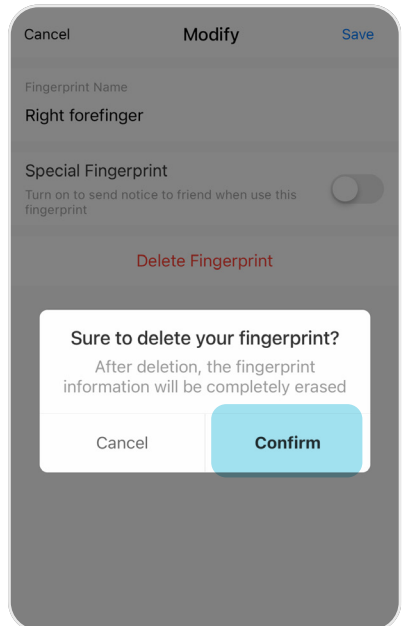 Cancel Modify Save
Fingerprint Name
Right forefinger
Special Fingerprint
Turn on to send notice to friend when use this
fingerprint
Delete Fingerprint
Sure to delete your fingerprint?
After deletion, the fingerprint
information will be completely erased
Cancel Confirm